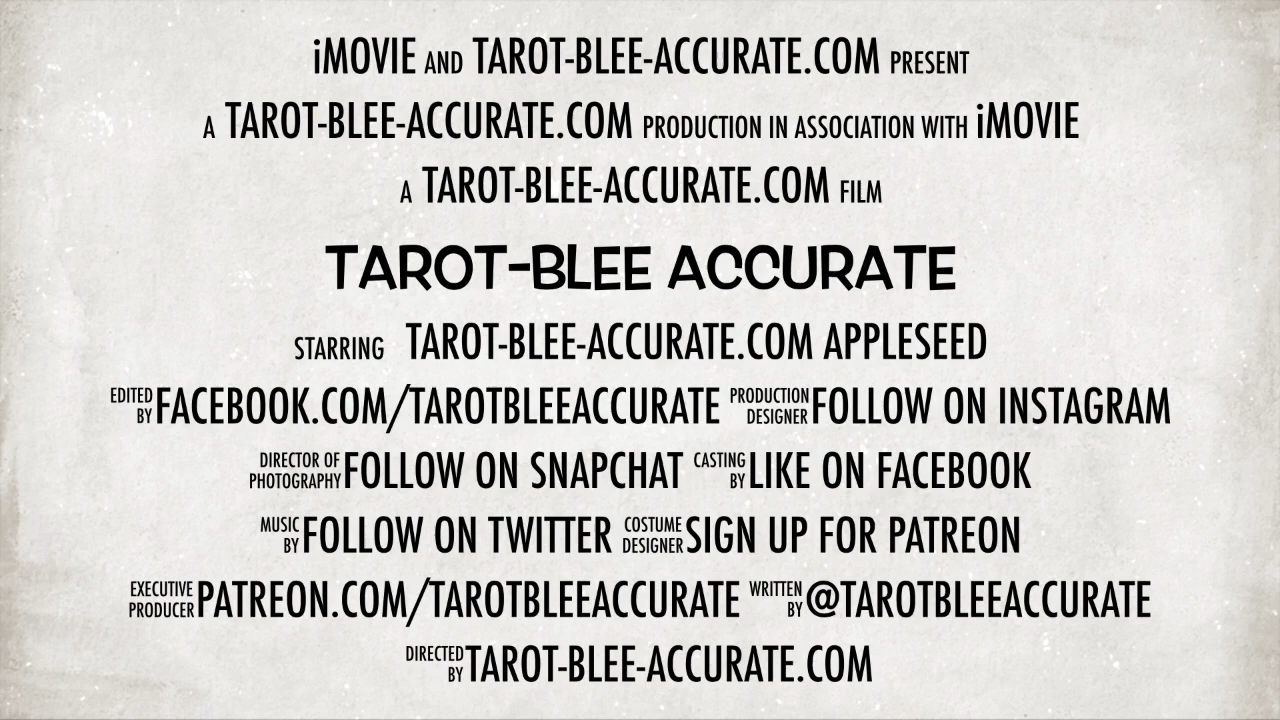 iMOVIE AND TAROT-BLEE-ACCURATE.COM PRESENT
A TAROT-BLEE-ACCURATE.COM PRODUCTION IN ASSOCIATION WITH iMOVIE
A TAROT-BLEE-ACCURATE.COM FILM
TAROT-BLEE ACCURATE
STARRING TAROT-BLEE-ACCURATE.COM APPLESEED
EDITED BY FACEBOOK.COM/TAROTBLEEACCURATE PRODUCTION DESIGNER FOLLOW ON INSTAGRAM
DIRECTOR OF PHOTOGRAPHY FOLLOW ON SNAPCHAT CASTING BY LIKE ON FACEBOOK
MUSIC BY FOLLOW ON TWITTER COSTUME DESIGNER SIGN UP FOR PATREON
EXECUTIVE PRODUCER PATREON.COM/TAROTBLEEACCURATE WRITTEN BY @TAROTBLEEACCURATE
DIRECTED BY TAROT-BLEE-ACCURATE.COM